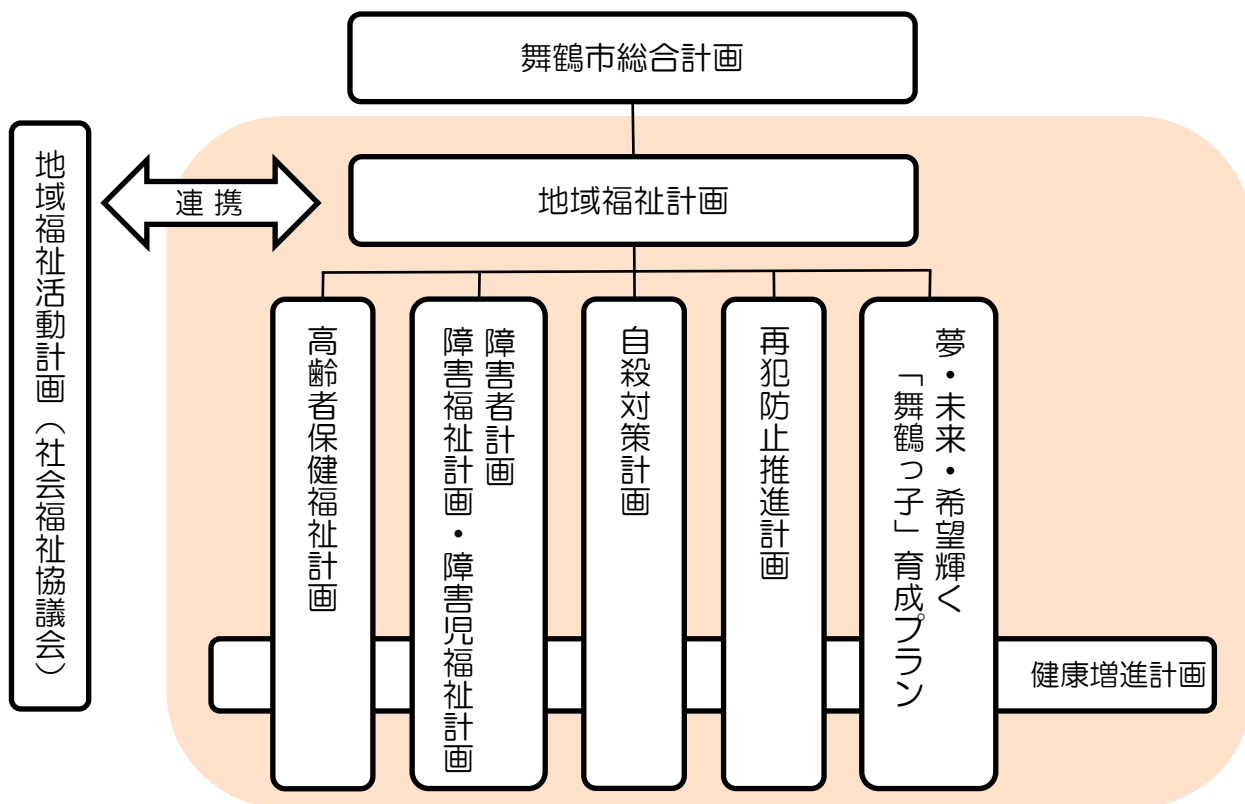 舞鶴市総合計画
地域福祉計画
連携
地域福祉活動計画（社会福祉協議会）
高齢者保健福祉計画
障害者計画
障害福祉計画・障害児福祉計画
自殺対策計画
再犯防止推進計画
夢・未来・希望輝く
「舞鶴っ子」育成プラン
健康増進計画